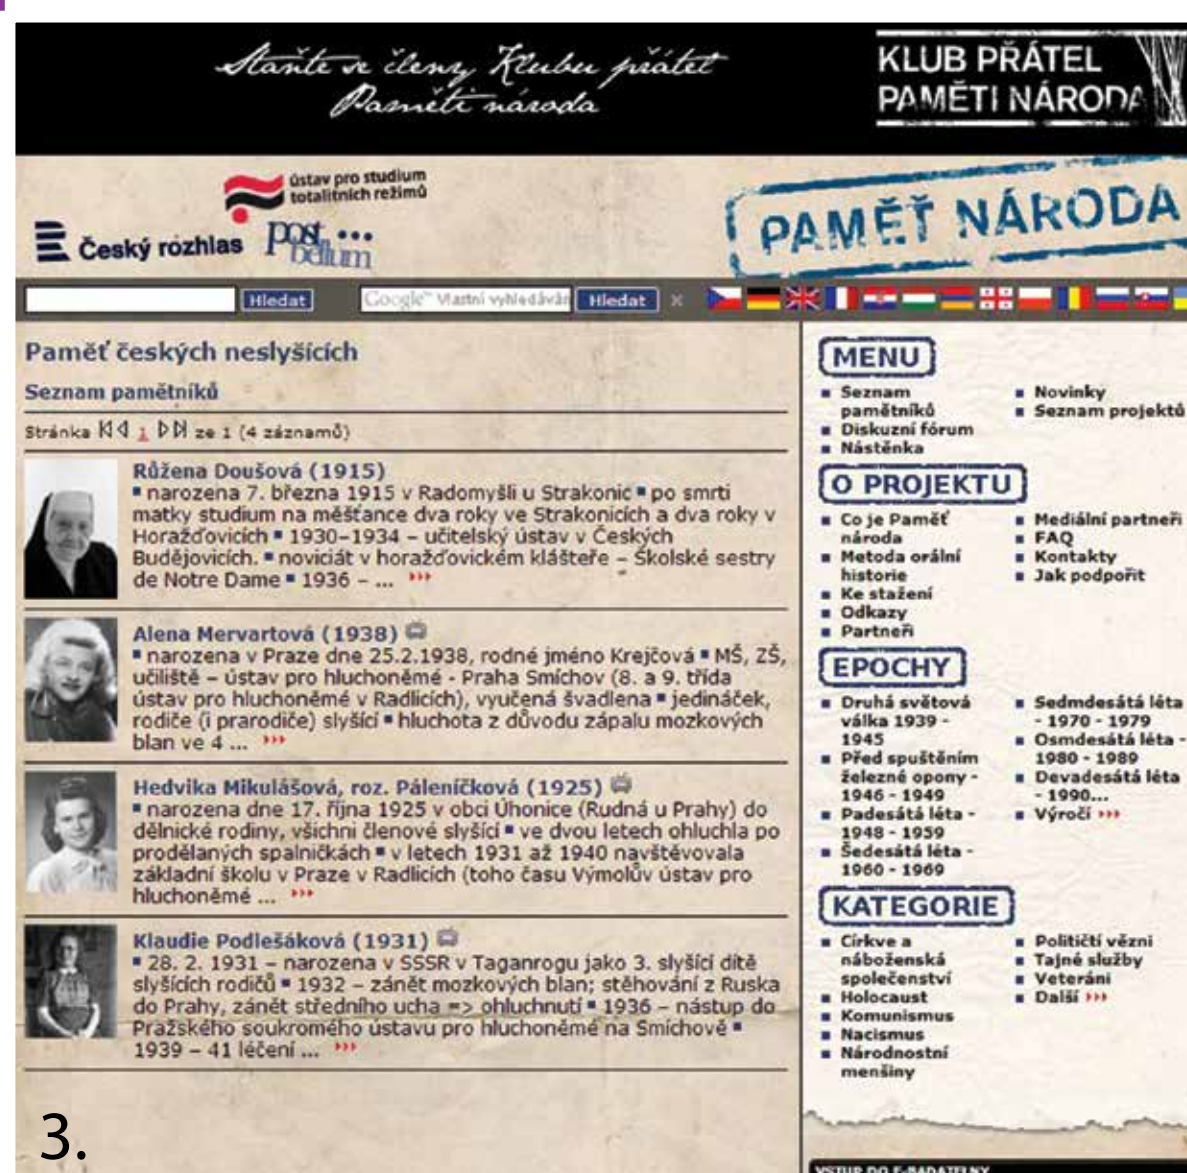 Staňte se členy Klubu přátel
Paměti národa
KLUB PŘÁTEL
PAMĚTI NÁRODA
ústav pro studium
totalitních režimů
Český rozhlas
post bellum
PAMĚŤ NÁRODA
Hledat
Google™ Vlastní vyhledáván
Hledat
×
Paměť českých neslyšících
Seznam pamětníků
Stránka 1 ze 1 (4 záznamů)
Růžena Doušová (1915)
▪ narozena 7. března 1915 v Radomyšli u Strakonic ▪ po smrti
matky studium na měšťance dva roky ve Strakonicích a dva roky v
Horažďovicích ▪ 1930–1934 – učitelský ústav v Českých
Budějovicích. ▪ noviciát v horažďovickém klášteře – Školské sestry
de Notre Dame ▪ 1936 – ... ›››
Alena Mervartová (1938)
▪ narozena v Praze dne 25.2.1938, rodné jméno Krejčová ▪ MŠ, ZŠ,
učiliště – ústav pro hluchoněmé - Praha Smíchov (8. a 9. třída
ústav pro hluchoněmé v Radlicích), vyučená švadlena ▪ jedináček,
rodiče (i prarodiče) slyšící ▪ hluchota z důvodu zápalu mozkových
blan ve 4 ... ›››
Hedvika Mikulášová, roz. Páleníčková (1925)
▪ narozena dne 17. října 1925 v obci Úhonice (Rudná u Prahy) do
dělnické rodiny, všichni členové slyšící ▪ ve dvou letech ohluchla po
prodělaných spalničkách ▪ v letech 1931 až 1940 navštěvovala
základní školu v Praze v Radlicích (toho času Výmolův ústav pro
hluchoněmé ... ›››
Klaudie Podlešáková (1931)
▪ 28. 2. 1931 – narozena v SSSR v Taganrogu jako 3. slyšící dítě
slyšících rodičů ▪ 1932 – zánět mozkových blan; stěhování z Ruska
do Prahy, zánět středního ucha => ohluchnutí ▪ 1936 – nástup do
Pražského soukromého ústavu pro hluchoněmé na Smíchově ▪
1939 – 41 léčení ... ›››
3.
MENU
▪ Seznam
pamětníků
▪ Diskuzní fórum
▪ Nástěnka
▪ Novinky
▪ Seznam projektů
O PROJEKTU
▪ Co je Paměť
národa
▪ Metoda orální
historie
▪ Ke stažení
▪ Odkazy
▪ Partneři
▪ Mediální partneři
▪ FAQ
▪ Kontakty
▪ Jak podpořit
EPOCHY
▪ Druhá světová
válka 1939 -
1945
▪ Před spuštěním
železné opony -
1946 - 1949
▪ Padesátá léta -
1948 - 1959
▪ Šedesátá léta -
1960 - 1969
▪ Sedmdesátá léta
- 1970 - 1979
▪ Osmdesátá léta -
1980 - 1989
▪ Devadesátá léta
- 1990...
▪ Výročí ›››
KATEGORIE
▪ Církve a
náboženská
společenství
▪ Holocaust
▪ Komunismus
▪ Nacismus
▪ Národnostní
menšiny
▪ Političtí vězni
▪ Tajné služby
▪ Veteráni
▪ Další ›››
VSTUP DO E-BADATELNY